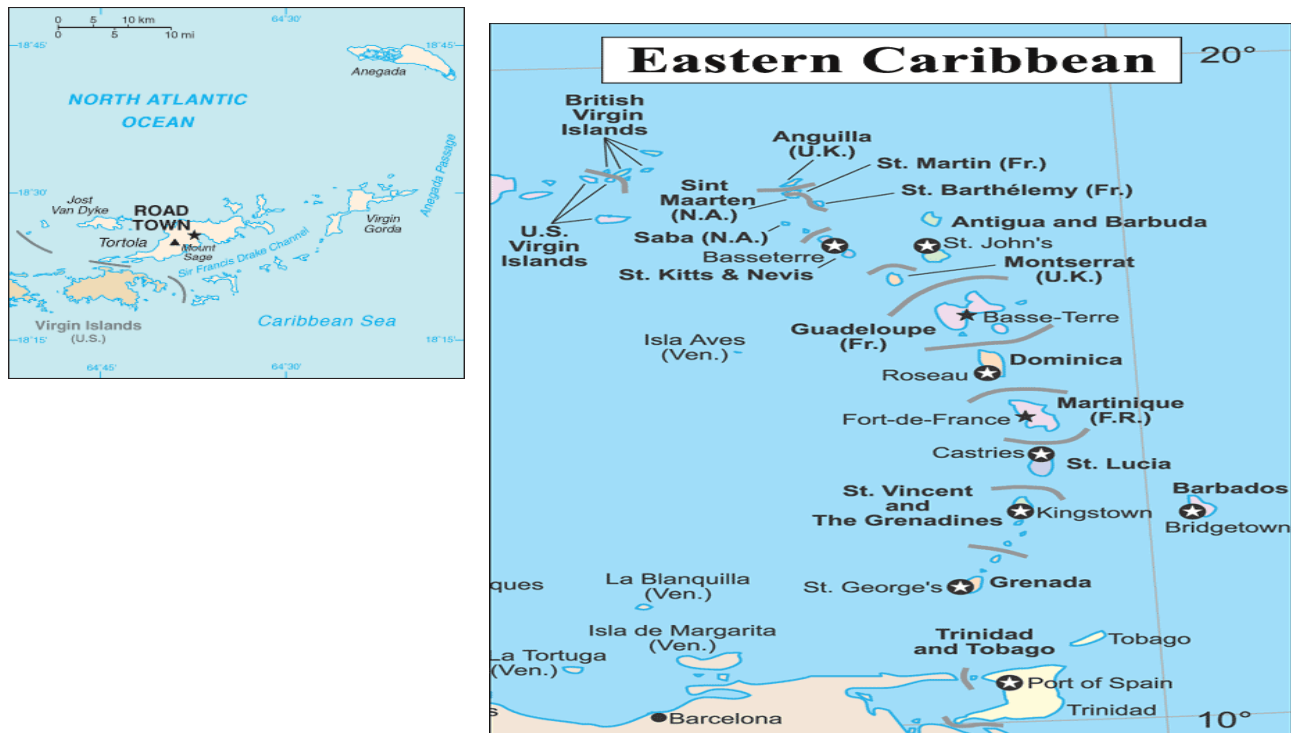 0 5 10 km
0 5 10 mi
64°30'
18°45'
18°45'
Anegada
NORTH ATLANTIC
OCEAN
Anegada Passage
18°30'
18°30'
Jost
Van Dyke
ROAD
TOWN
Virgin
Gorda
Tortola
Mount
Sage
Sir Francis Drake Channel
Caribbean Sea
Virgin Islands
(U.S.)
18°15'
18°15'
64°45'
64°30'
Eastern Caribbean
20°
British
Virgin
Islands
Anguilla
(U.K.)
St. Martin (Fr.)
Sint
Maarten
(N.A.)
St. Barthélemy (Fr.)
U.S.
Virgin
Islands
Antigua and Barbuda
Saba (N.A.)
St. John's
Basseterre
St. Kitts & Nevis
Montserrat
(U.K.)
Guadeloupe
(Fr.)
Basse-Terre
Isla Aves
(Ven.)
Dominica
Roseau
Martinique
(F.R.)
Fort-de-France
Castries
St. Lucia
St. Vincent
and
The Grenadines
Kingstown
Barbados
Bridgetown
ques
La Blanquilla
(Ven.)
St. George's
Grenada
Isla de Margarita
(Ven.)
Trinidad
and Tobago
Tobago
La Tortuga
(Ven.)
Port of Spain
Trinidad
s
Barcelona
10°